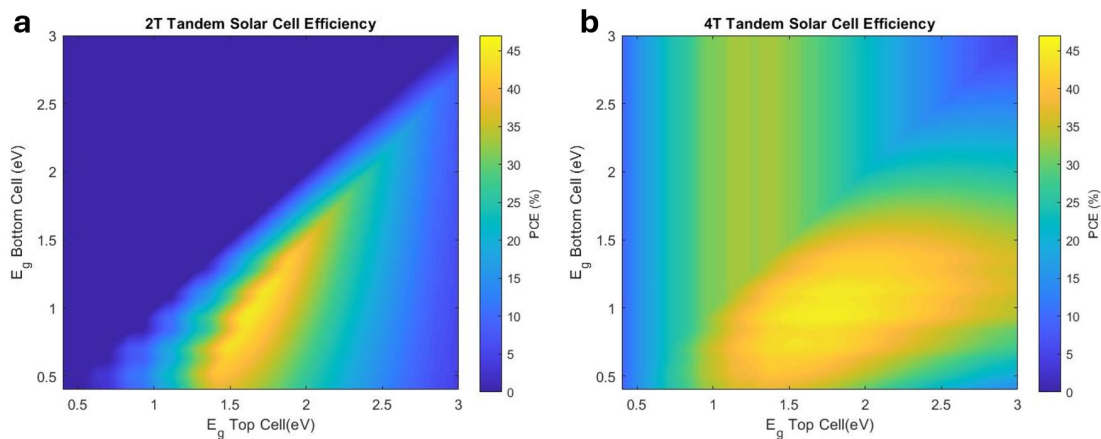 a
2T Tandem Solar Cell Efficiency
3
2.5
2
1.5
1
0.5
E_g Bottom Cell (eV)
0.5 1 1.5 2 2.5 3
E_g Top Cell(eV)
45
40
35
30
25
20
15
10
5
0
PCE (%)
b
4T Tandem Solar Cell Efficiency
3
2.5
2
1.5
1
0.5
E_g Bottom Cell (eV)
0.5 1 1.5 2 2.5 3
E_g Top Cell(eV)
45
40
35
30
25
20
15
10
5
0
PCE (%)